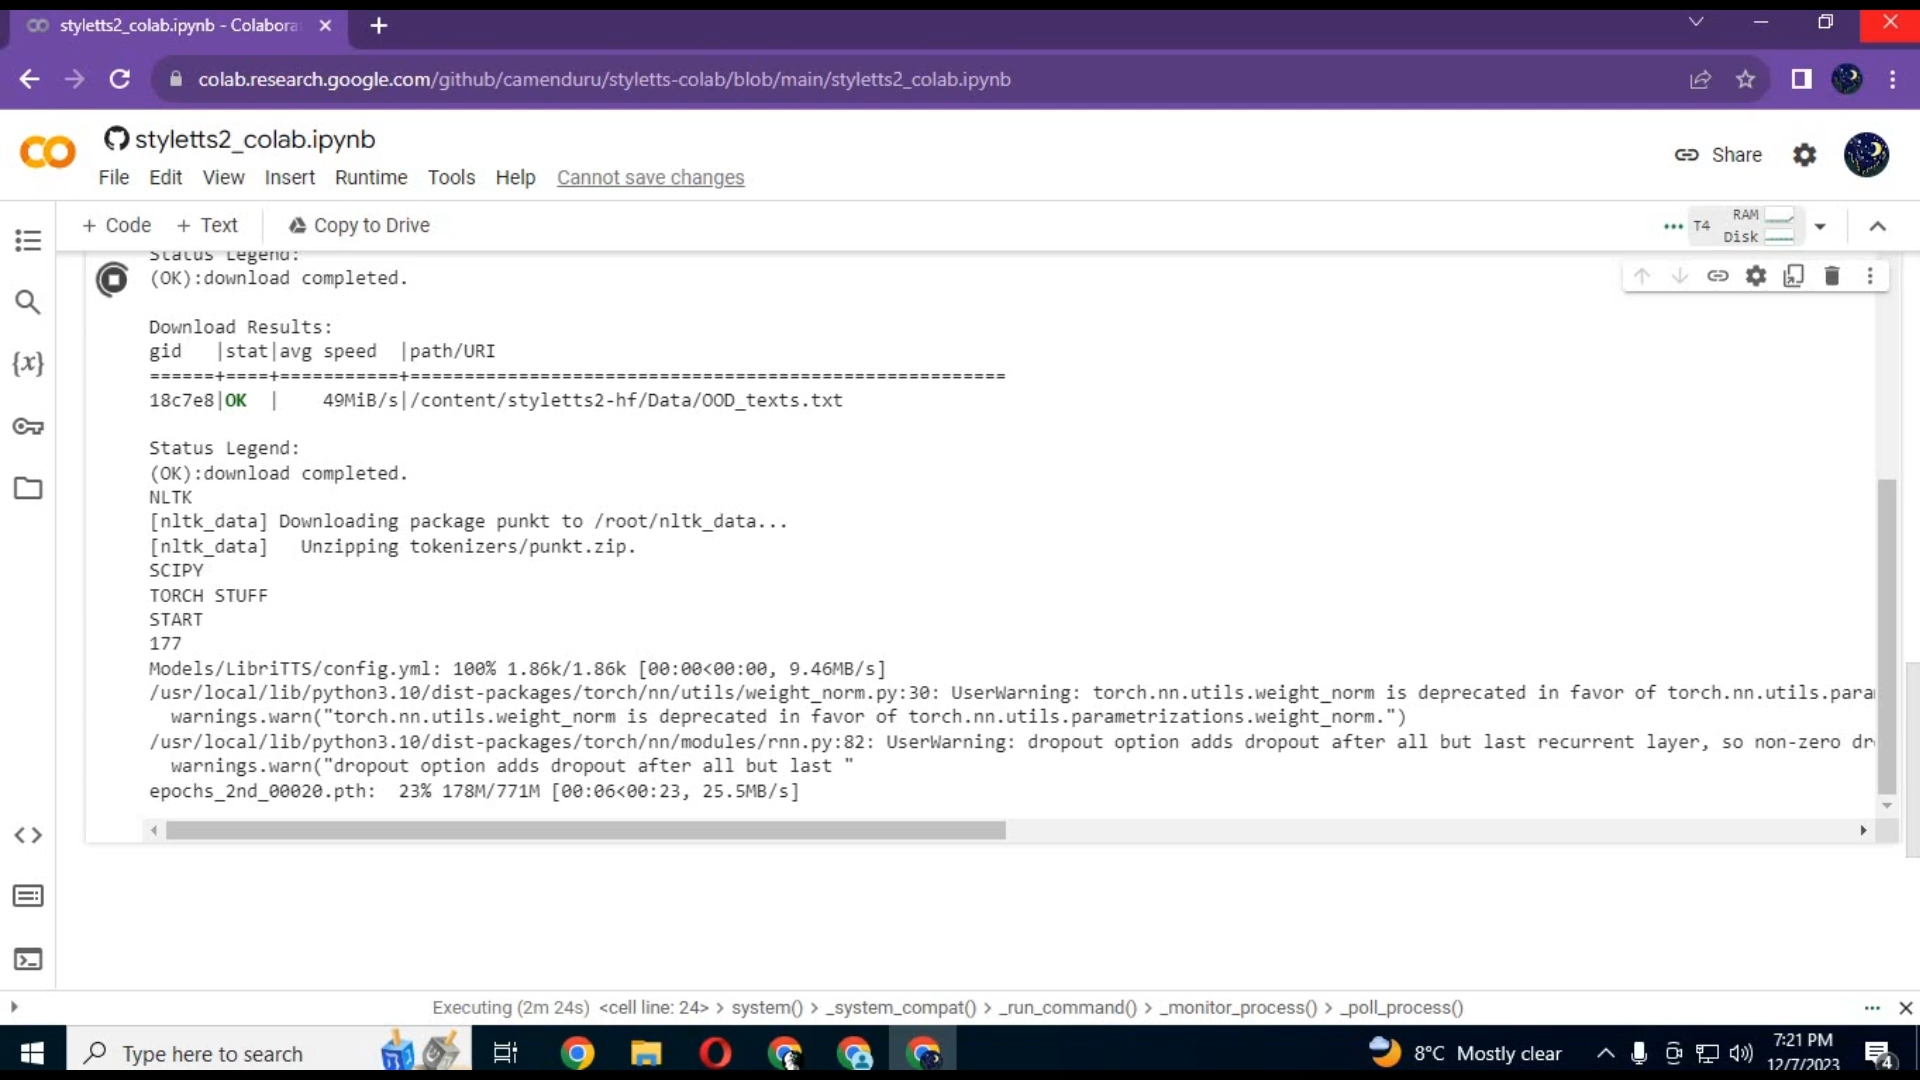 styletts2_colab.ipynb - Colabora
colab.research.google.com/github/camenduru/styletts-colab/blob/main/styletts2_colab.ipynb
styletts2_colab.ipynb
Share
File Edit View Insert Runtime Tools Help Cannot save changes
+ Code + Text Copy to Drive
T4 RAM
Disk
Status Legend:
(OK):download completed.
Download Results:
gid   |stat|avg speed  |path/URI
======+====+===========+=======================================================
18c7e8|OK  |    49MiB/s|/content/styletts2-hf/Data/OOD_texts.txt
Status Legend:
(OK):download completed.
NLTK
[nltk_data] Downloading package punkt to /root/nltk_data...
[nltk_data]   Unzipping tokenizers/punkt.zip.
SCIPY
TORCH STUFF
START
177
Models/LibriTTS/config.yml: 100% 1.86k/1.86k [00:00<00:00, 9.46MB/s]
/usr/local/lib/python3.10/dist-packages/torch/nn/utils/weight_norm.py:30: UserWarning: torch.nn.utils.weight_norm is deprecated in favor of torch.nn.utils.para
  warnings.warn("torch.nn.utils.weight_norm is deprecated in favor of torch.nn.utils.parametrizations.weight_norm.")
/usr/local/lib/python3.10/dist-packages/torch/nn/modules/rnn.py:82: UserWarning: dropout option adds dropout after all but last recurrent layer, so non-zero dr
  warnings.warn("dropout option adds dropout after all but last "
epochs_2nd_00020.pth:  23% 178M/771M [00:06<00:23, 25.5MB/s]
{x}
Executing (2m 24s) <cell line: 24> > system() > _system_compat() > _run_command() > _monitor_process() > _poll_process()
Type here to search
8°C Mostly clear
7:21 PM
12/7/2023
4